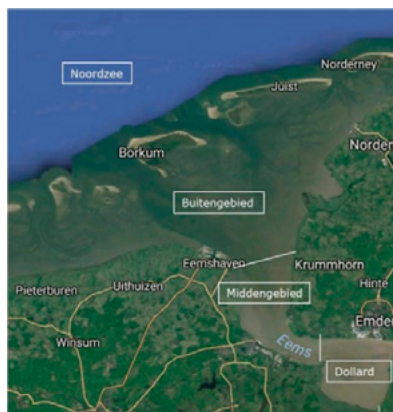 Noordzee
Norderney
Juist
Borkum
Norden
Buitengebied
Eemshaven
Krummhorn
Pieterburen
Uithuizen
Middengebied
Hinte
Winsum
Emden
Eems
Dollard